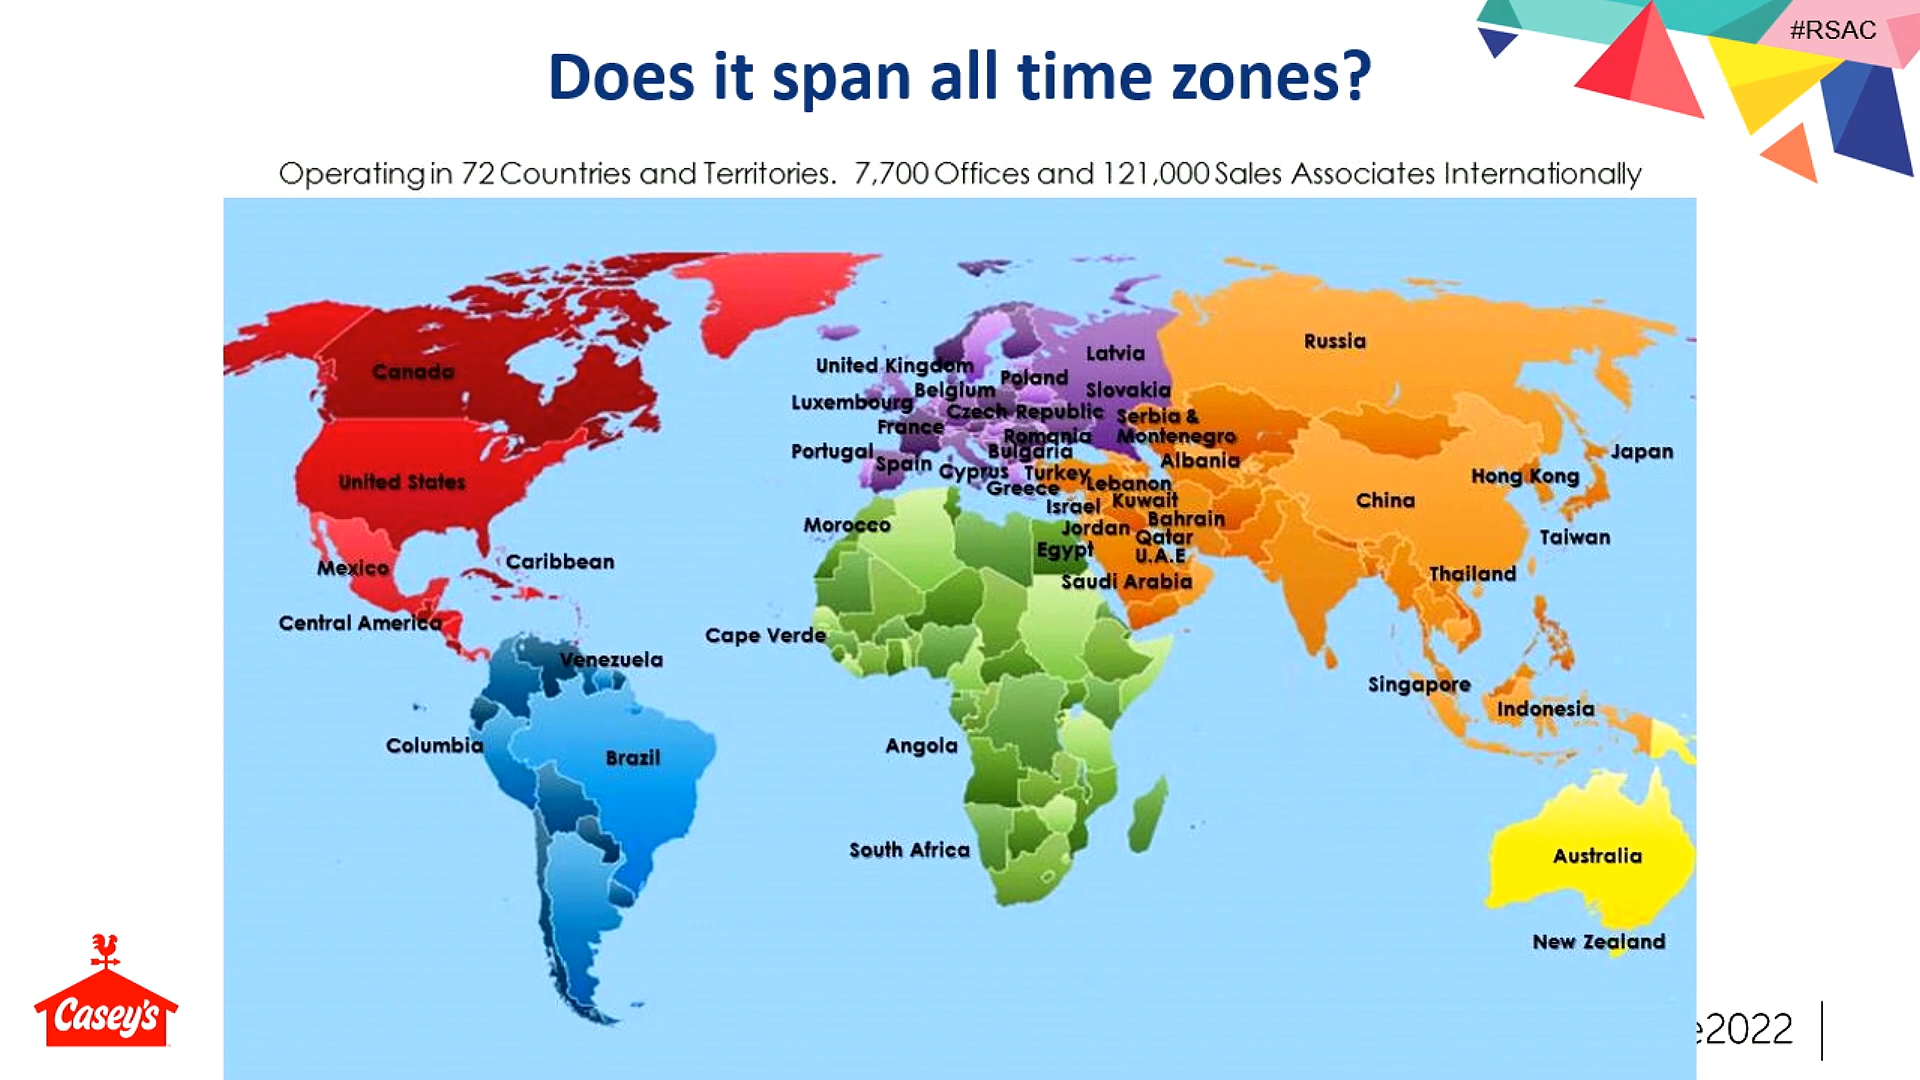 #RSAC
Does it span all time zones?
Operating in 72 Countries and Territories. 7,700 Offices and 121,000 Sales Associates Internationally
Canada
United States
Mexico
Caribbean
Central America
Venezuela
Columbia
Brazil
United Kingdom
Latvia
Poland
Belgium
Slovakia
Luxembourg
Czech Republic
Serbia &
Montenegro
France
Romania
Portugal
Bulgaria
Spain
Albania
Cyprus
Turkey
Greece
Lebanon
Kuwait
Israel
Bahrain
Jordan
Qatar
Morocco
Egypt
U.A.E
Saudi Arabia
Cape Verde
Angola
South Africa
Russia
Japan
Hong Kong
China
Taiwan
Thailand
Singapore
Indonesia
Australia
New Zealand
Casey's
e2022